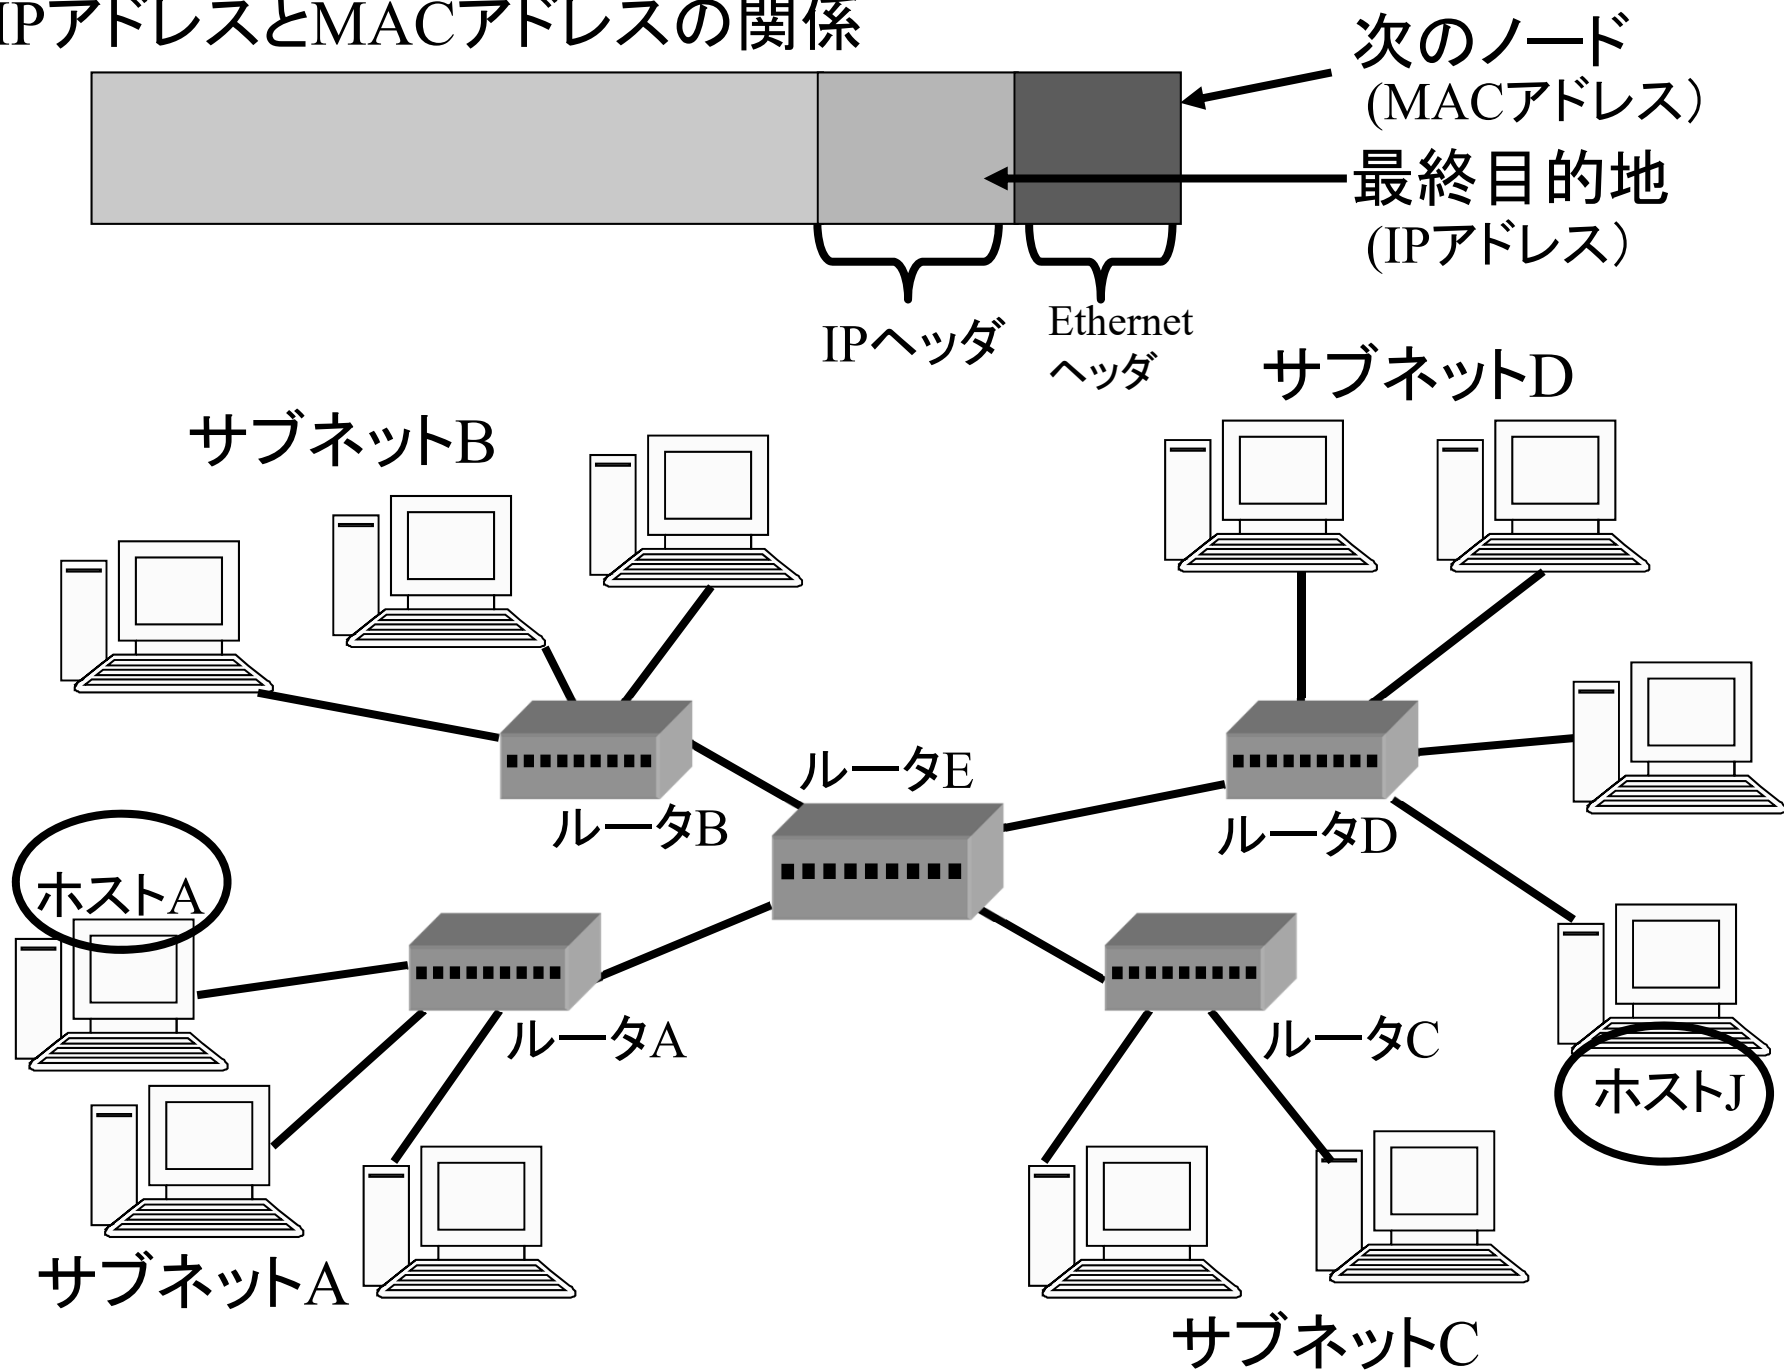 IPアドレスとMACアドレスの関係
次のノード
(MACアドレス)
最終目的地
(IPアドレス)
IPヘッダ
Ethernet
ヘッダ
サブネットD
サブネットB
ルータE
ルータB
ルータD
ホストA
ルータA
ルータC
ホストJ
サブネットA
サブネットC